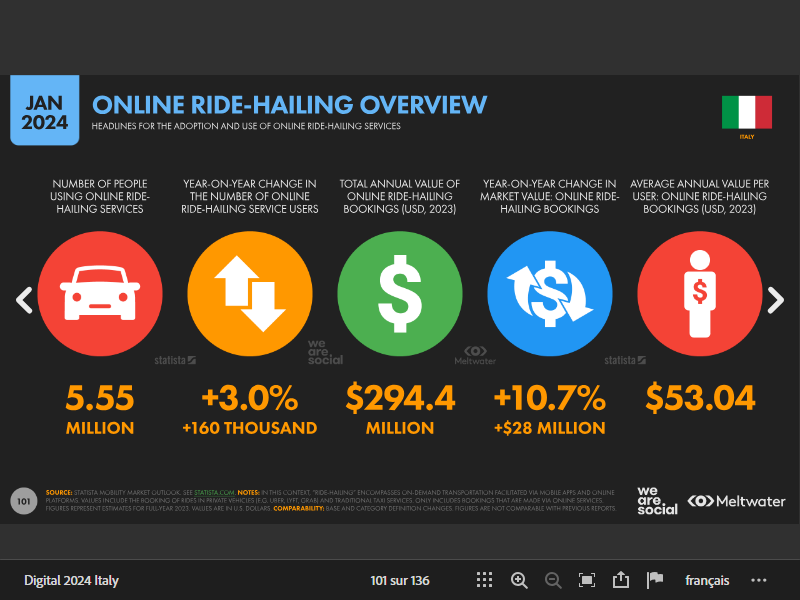 JAN
2024
ONLINE RIDE-HAILING OVERVIEW
HEADLINES FOR THE ADOPTION AND USE OF ONLINE RIDE-HAILING SERVICES
ITALY
NUMBER OF PEOPLE
USING ONLINE RIDE-
HAILING SERVICES
YEAR-ON-YEAR CHANGE IN
THE NUMBER OF ONLINE
RIDE-HAILING SERVICE USERS
TOTAL ANNUAL VALUE OF
ONLINE RIDE-HAILING
BOOKINGS (USD, 2023)
YEAR-ON-YEAR CHANGE IN
MARKET VALUE: ONLINE RIDE-
HAILING BOOKINGS
AVERAGE ANNUAL VALUE PER
USER: ONLINE RIDE-HAILING
BOOKINGS (USD, 2023)
$
$
$
statista
we
are
social
Meltwater
statista
5.55
MILLION
+3.0%
+160 THOUSAND
$294.4
MILLION
+10.7%
+$28 MILLION
$53.04
101
SOURCE: STATISTA MOBILITY MARKET OUTLOOK. SEE STATISTA.COM. NOTES: IN THIS CONTEXT, "RIDE-HAILING" ENCOMPASSES ON-DEMAND TRANSPORTATION FACILITATED VIA MOBILE APPS AND ONLINE
PLATFORMS. VALUES INCLUDE THE BOOKING OF RIDES IN PRIVATE VEHICLES (E.G. UBER, LYFT, GRAB) AND TRADITIONAL TAXI SERVICES. ONLY INCLUDES BOOKINGS THAT ARE MADE VIA ONLINE SERVICES.
FIGURES REPRESENT ESTIMATES FOR FULL-YEAR 2023. VALUES ARE IN U.S. DOLLARS. COMPARABILITY: BASE AND CATEGORY DEFINITION CHANGES. FIGURES ARE NOT COMPARABLE WITH PREVIOUS REPORTS.
we
are
social
Meltwater
Digital 2024 Italy
101 sur 136
français